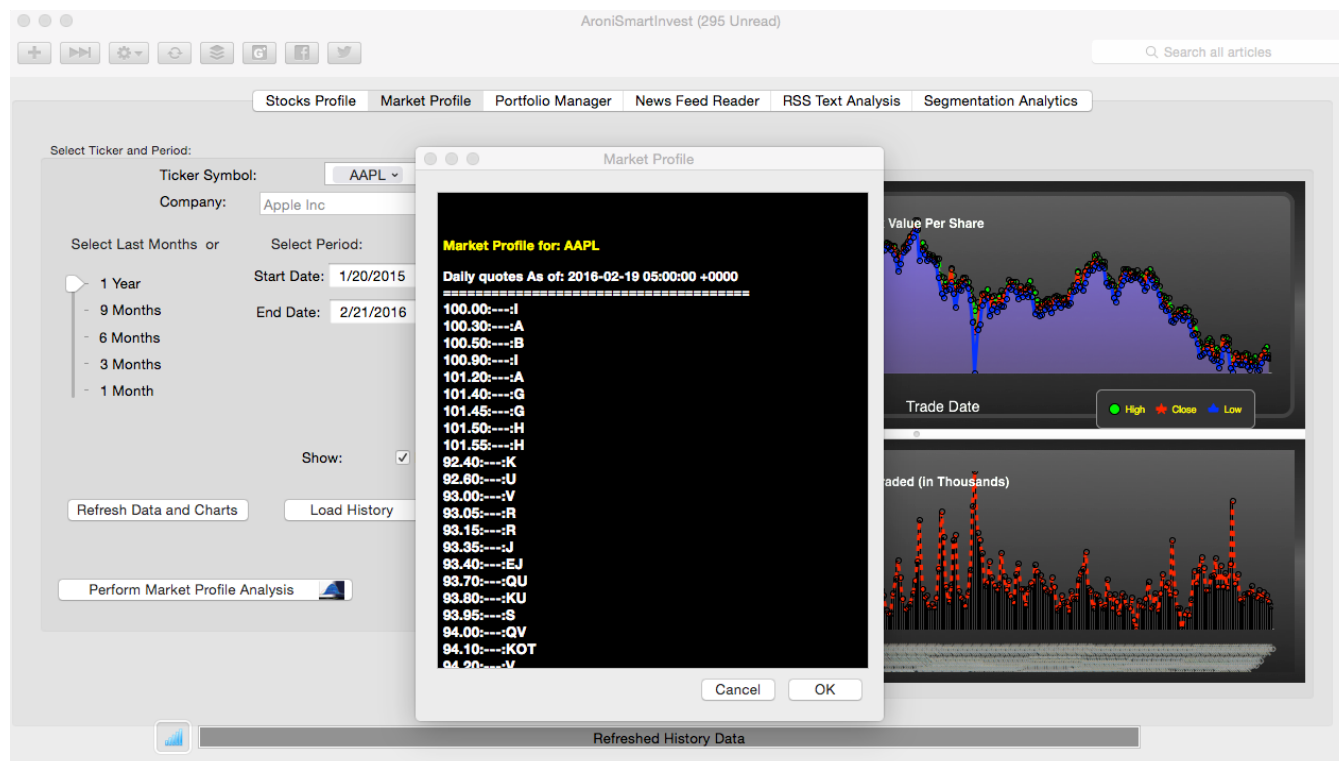 AroniSmartInvest (295 Unread)
Search all articles
Stocks Profile Market Profile Portfolio Manager News Feed Reader RSS Text Analysis Segmentation Analytics
Select Ticker and Period:
Ticker Symbol: AAPL
Company: Apple Inc
Select Last Months or Select Period:
1 Year
9 Months
6 Months
3 Months
1 Month
Start Date: 1/20/2015
End Date: 2/21/2016
Show:
Refresh Data and Charts
Load History
Perform Market Profile Analysis
Market Profile
Market Profile for: AAPL
Daily quotes As of: 2016-02-19 05:00:00 +0000
======================================
100.00:---:I
100.30:---:A
100.50:---:B
100.90:---:I
101.20:---:A
101.40:---:G
101.45:---:G
101.50:---:H
101.55:---:H
92.40:---:K
92.60:---:U
93.00:---:V
93.05:---:R
93.15:---:R
93.35:---:J
93.40:---:EJ
93.70:---:QU
93.80:---:KU
93.95:---:S
94.00:---:QV
94.10:---:KOT
94.20:---:V
Cancel
OK
Value Per Share
Trade Date
High Close Low
raded (in Thousands)
Refreshed History Data